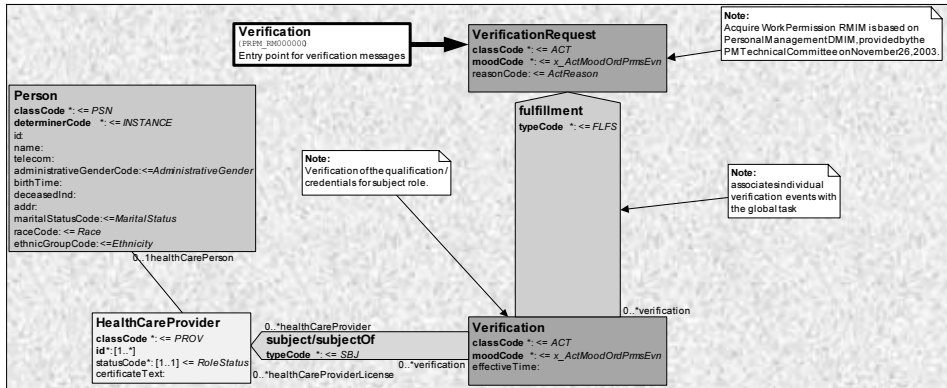 Verification
(PRPM_RM000000)
Entry point for verification messages
VerificationRequest
classCode *: <= ACT
moodCode *: <= x_ActMoodOrdPrmsEvn
reasonCode: <= ActReason
Note:
Acquire WorkPermission RMIM is based on
PersonalManagementDMIM,providedbythe
PMTechnicalCommitteeonNovember26,2003.
Person
classCode *: <= PSN
determinerCode *: <= INSTANCE
id:
name:
telecom:
administrativeGenderCode:<=AdministrativeGender
birthTime:
deceasedInd:
addr:
maritalStatusCode:<=MaritalStatus
raceCode: <= Race
ethnicGroupCode: <=Ethnicity
0..1healthCarePerson
fulfillment
typeCode *: <= FLFS
Note:
Verification of the qualification/
credentials for subject role.
Note:
associatesindividual
verification events with
the global task
0..*verification
HealthCareProvider
classCode *: <= PROV
id*: [1..*]
statusCode*: [1..1] <= RoleStatus
certificateText:
0..*healthCareProvider
subject/subjectOf
typeCode *: <= SBJ
0..*verification
0..*healthCareProviderLicense
Verification
classCode *: <= ACT
moodCode *: <= x_ActMoodOrdPrmsEvn
effectiveTime: